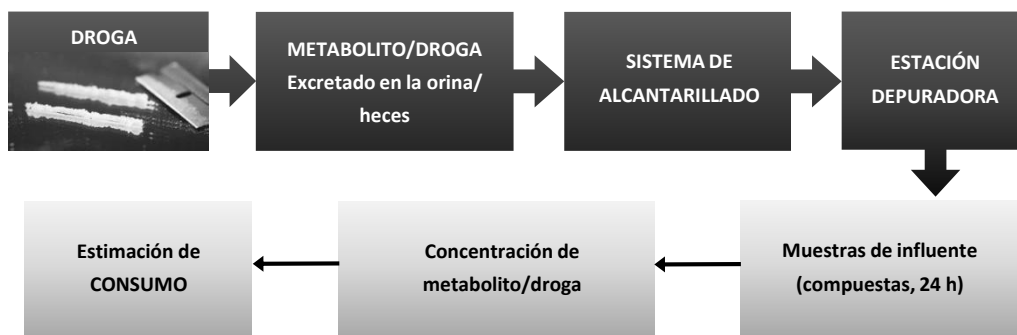 DROGA
METABOLITO/DROGA
Excretado en la orina/
heces
SISTEMA DE
ALCANTARILLADO
ESTACIÓN
DEPURADORA
Estimación de
CONSUMO
Concentración de
metabolito/droga
Muestras de influente
(compuestas, 24 h)